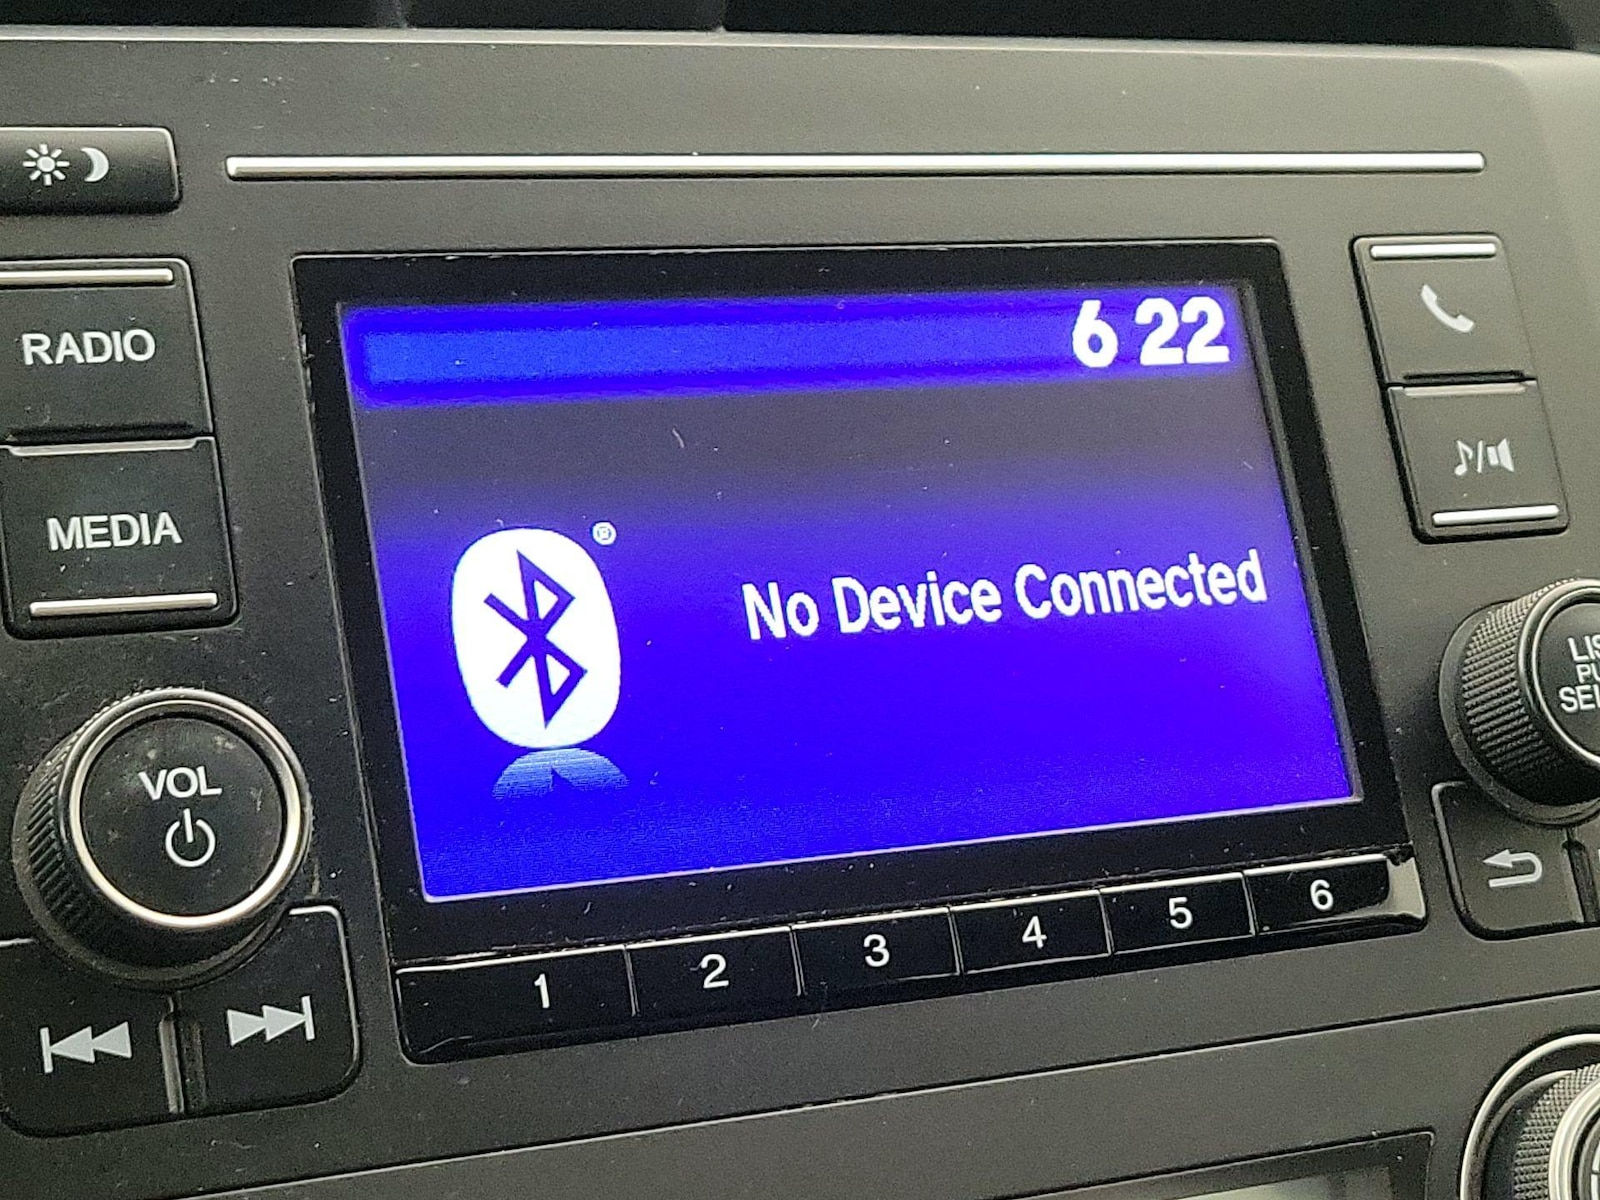 6 22
RADIO
MEDIA
®
No Device Connected
VOL
1 2 3 4 5 6